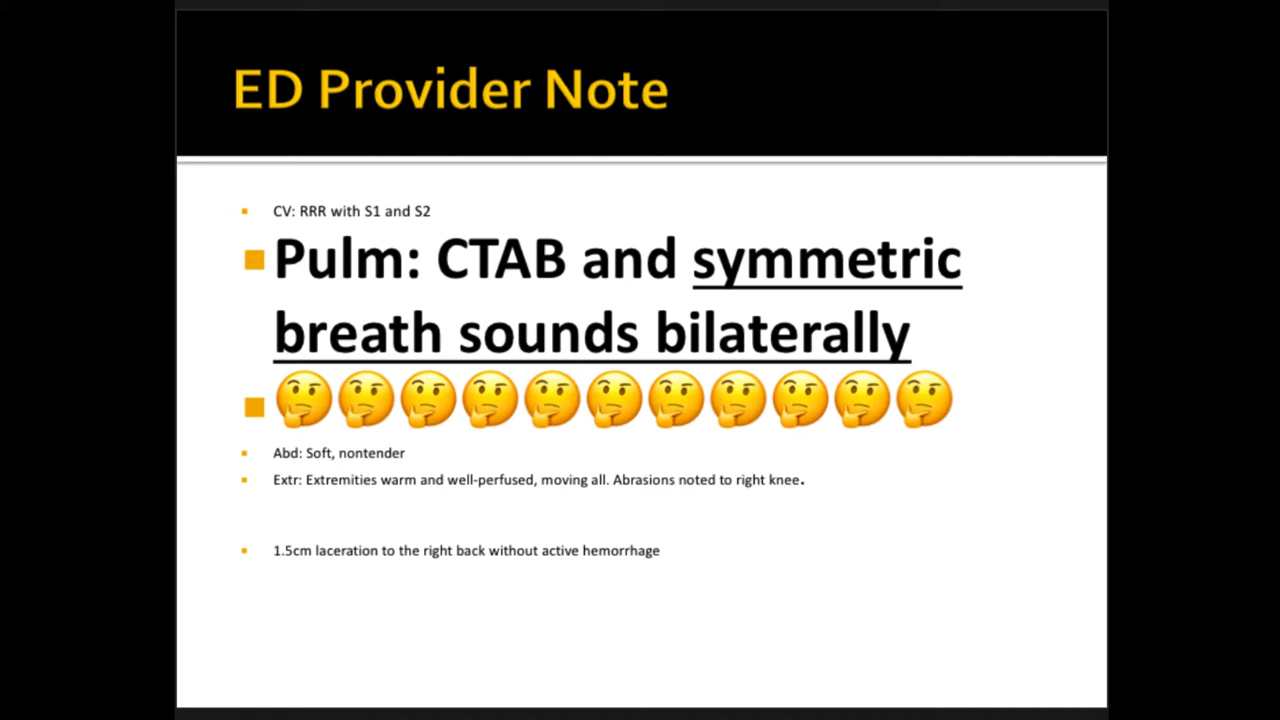 ED Provider Note
CV: RRR with S1 and S2
Pulm: CTAB and symmetric
breath sounds bilaterally
🤔🤔🤔🤔🤔🤔🤔🤔🤔🤔🤔
Abd: Soft, nontender
Extr: Extremities warm and well-perfused, moving all. Abrasions noted to right knee.
1.5cm laceration to the right back without active hemorrhage